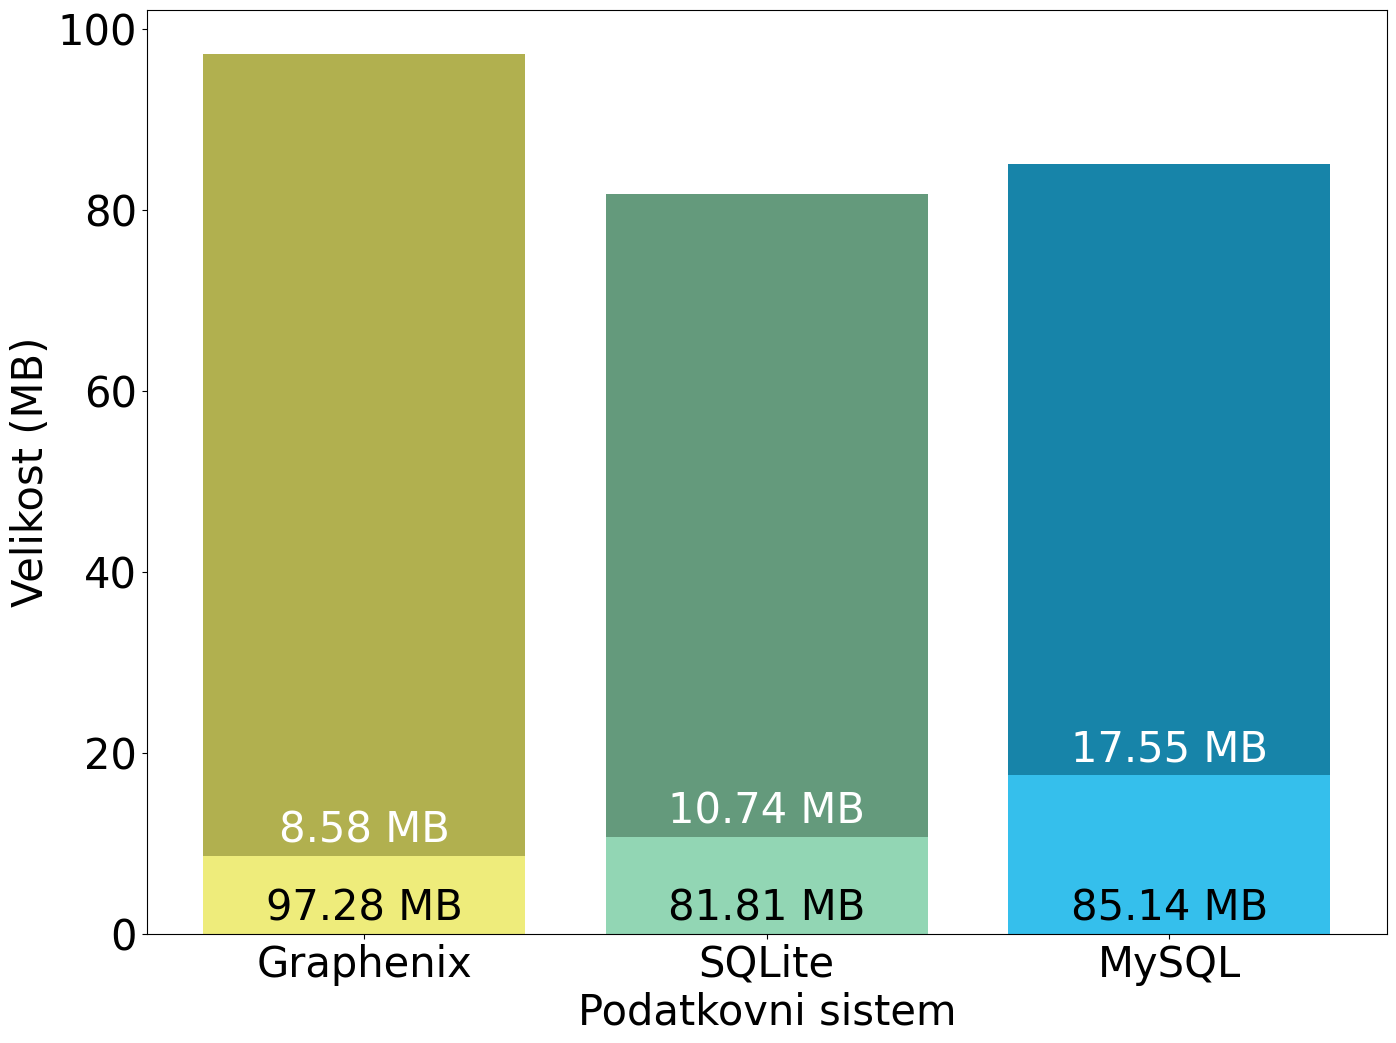 100
80
60
40
20
0
Velikost (MB)
8.58 MB
97.28 MB
10.74 MB
81.81 MB
17.55 MB
85.14 MB
Graphenix
SQLite
MySQL
Podatkovni sistem